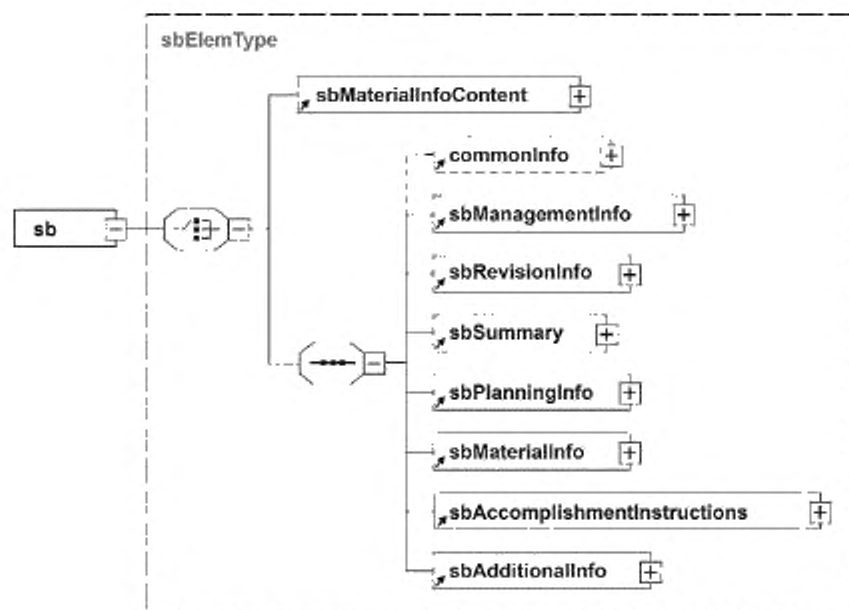 sbElemType
sbMaterialInfoContent
commonInfo
sbManagementInfo
sb
sbRevisionInfo
sbSummary
sbPlanningInfo
sbMaterialInfo
sbAccomplishmentInstructions
sbAdditionalInfo